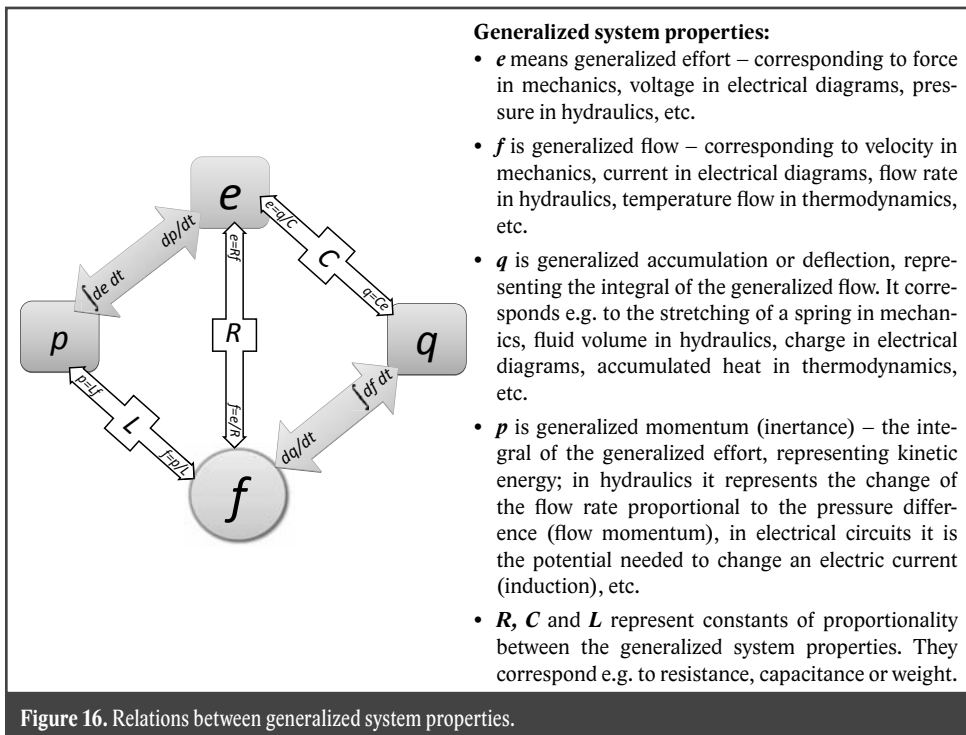 Generalized system properties:
• e means generalized effort – corresponding to force
in mechanics, voltage in electrical diagrams, pres-
sure in hydraulics, etc.
• f is generalized flow – corresponding to velocity in
mechanics, current in electrical diagrams, flow rate
in hydraulics, temperature flow in thermodynamics,
etc.
• q is generalized accumulation or deflection, repre-
senting the integral of the generalized flow. It corre-
sponds e.g. to the stretching of a spring in mechan-
ics, fluid volume in hydraulics, charge in electrical
diagrams, accumulated heat in thermodynamics,
etc.
• p is generalized momentum (inertance) – the inte-
gral of the generalized effort, representing kinetic
energy; in hydraulics it represents the change of
the flow rate proportional to the pressure differ-
ence (flow momentum), in electrical circuits it is
the potential needed to change an electric current
(induction), etc.
• R, C and L represent constants of proportionality
between the generalized system properties. They
correspond e.g. to resistance, capacitance or weight.
e
dp/dt
∫de dt
e=q/C
C
q=Ce
e=Rf
R
f=e/R
p
q
p=Lf
L
f=p/L
∫df dt
dq/dt
f
Figure 16. Relations between generalized system properties.